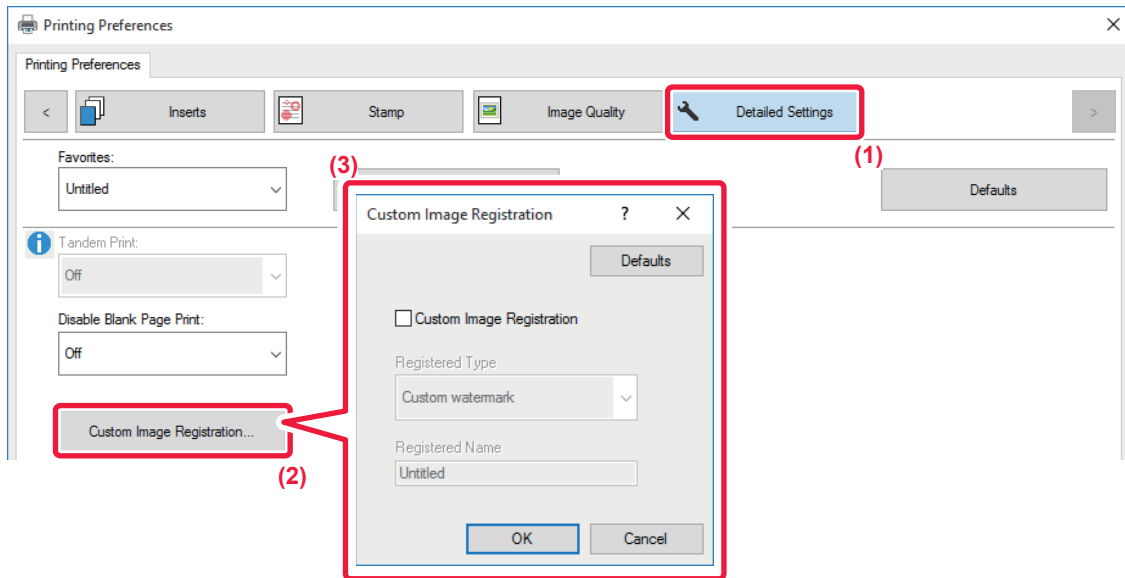 Printing Preferences
Printing Preferences
< Inserts Stamp Image Quality Detailed Settings >
(1)
Favorites:
Untitled
Defaults
(3)
Custom Image Registration ? ×
Defaults
Custom Image Registration
Registered Type
Custom watermark
Registered Name
Untitled
OK Cancel
Tandem Print:
Off
Disable Blank Page Print:
Off
Custom Image Registration...
(2)